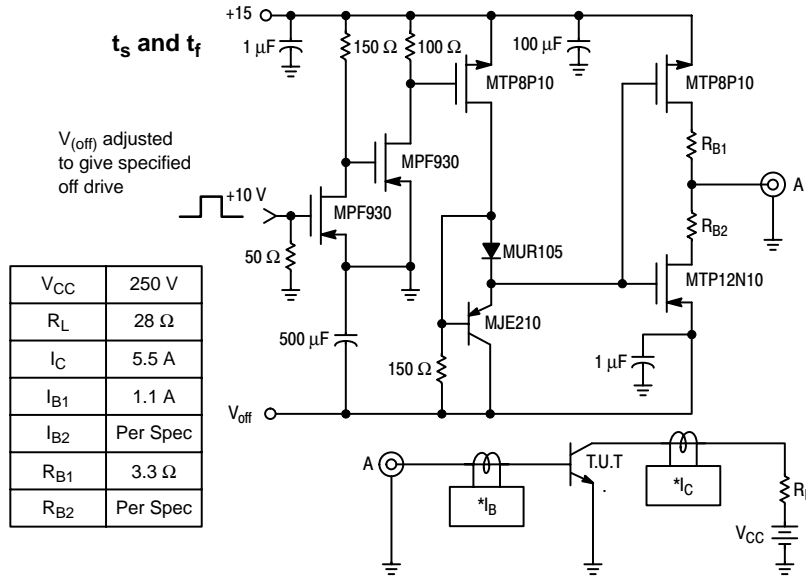 t_s and t_f
+15
1 μF
150 Ω
100 Ω
100 μF
MTP8P10
MTP8P10
V_(off) adjusted
to give specified
off drive
MPF930
+10 V
MPF930
R_B1
A
R_B2
50 Ω
MUR105
MTP12N10
500 μF
MJE210
150 Ω
1 μF
V_off
V_CC 250 V
R_L 28 Ω
I_C 5.5 A
I_B1 1.1 A
I_B2 Per Spec
R_B1 3.3 Ω
R_B2 Per Spec
A
*I_B
T.U.T
*I_C
V_CC